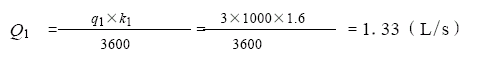 Q₁ = q₁×k₁ / 3600 = 3×1000×1.6 / 3600 = 1.33（L/s）